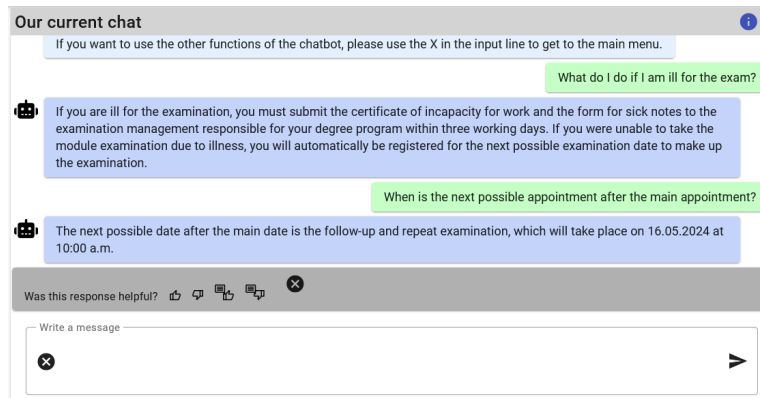 Our current chat
If you want to use the other functions of the chatbot, please use the X in the input line to get to the main menu.
What do I do if I am ill for the exam?
If you are ill for the examination, you must submit the certificate of incapacity for work and the form for sick notes to the
examination management responsible for your degree program within three working days. If you were unable to take the
module examination due to illness, you will automatically be registered for the next possible examination date to make up
the examination.
When is the next possible appointment after the main appointment?
The next possible date after the main date is the follow-up and repeat examination, which will take place on 16.05.2024 at
10:00 a.m.
Was this response helpful?
Write a message